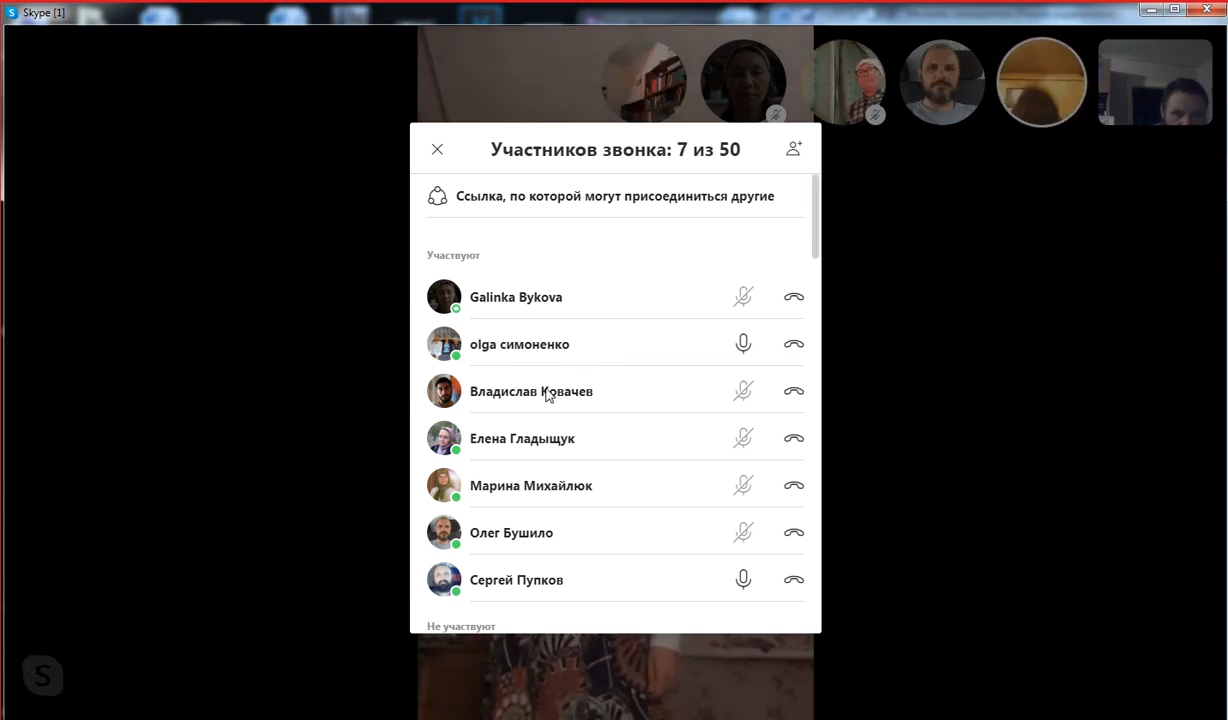 Skype [1]
Участников звонка: 7 из 50
Ссылка, по которой могут присоединиться другие
Участвуют
Galinka Bykova
olga симоненко
Владислав Ковачев
Елена Гладыщук
Марина Михайлюк
Олег Бушило
Сергей Пупков
Не участвуют